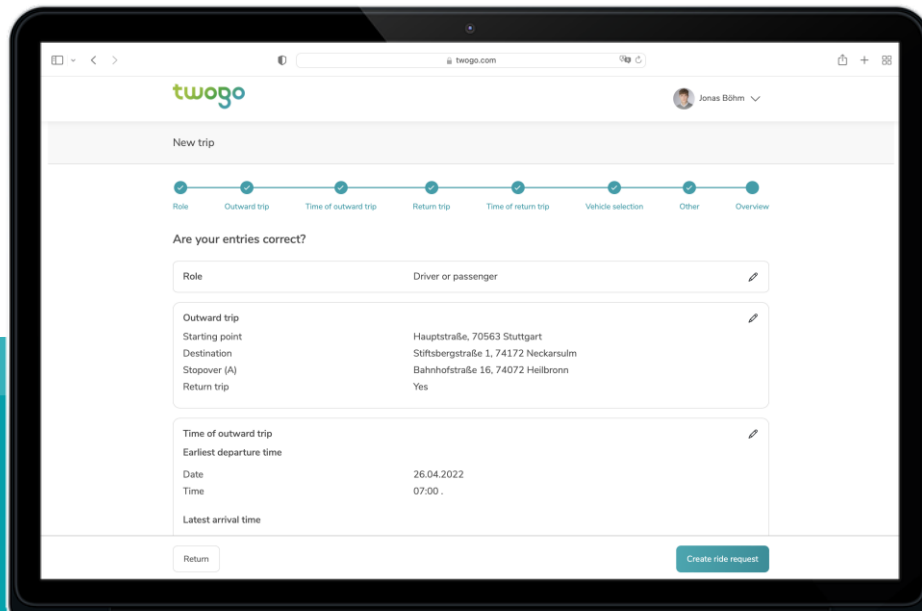 twogo.com
twogo
Jonas Böhm
New trip
Role Outward trip Time of outward trip Return trip Time of return trip Vehicle selection Other Overview
Are your entries correct?
Role Driver or passenger
Outward trip
Starting point Hauptstraße, 70563 Stuttgart
Destination Stiftsbergstraße 1, 74172 Neckarsulm
Stopover (A) Bahnhofstraße 16, 74072 Heilbronn
Return trip Yes
Time of outward trip
Earliest departure time
Date 26.04.2022
Time 07:00 .
Latest arrival time
Return Create ride request